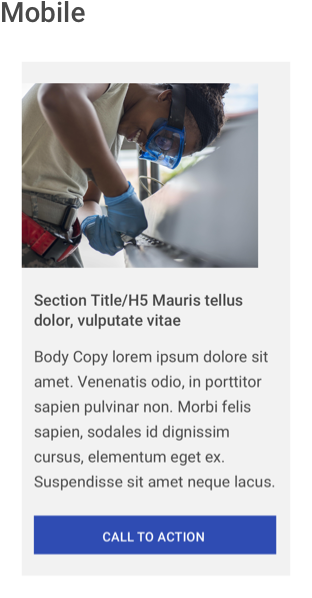 Mobile
Section Title/H5 Mauris tellus
dolor, vulputate vitae
Body Copy lorem ipsum dolore sit
amet. Venenatis odio, in porttitor
sapien pulvinar non. Morbi felis
sapien, sodales id dignissim
cursus, elementum eget ex.
Suspendisse sit amet neque lacus.
CALL TO ACTION